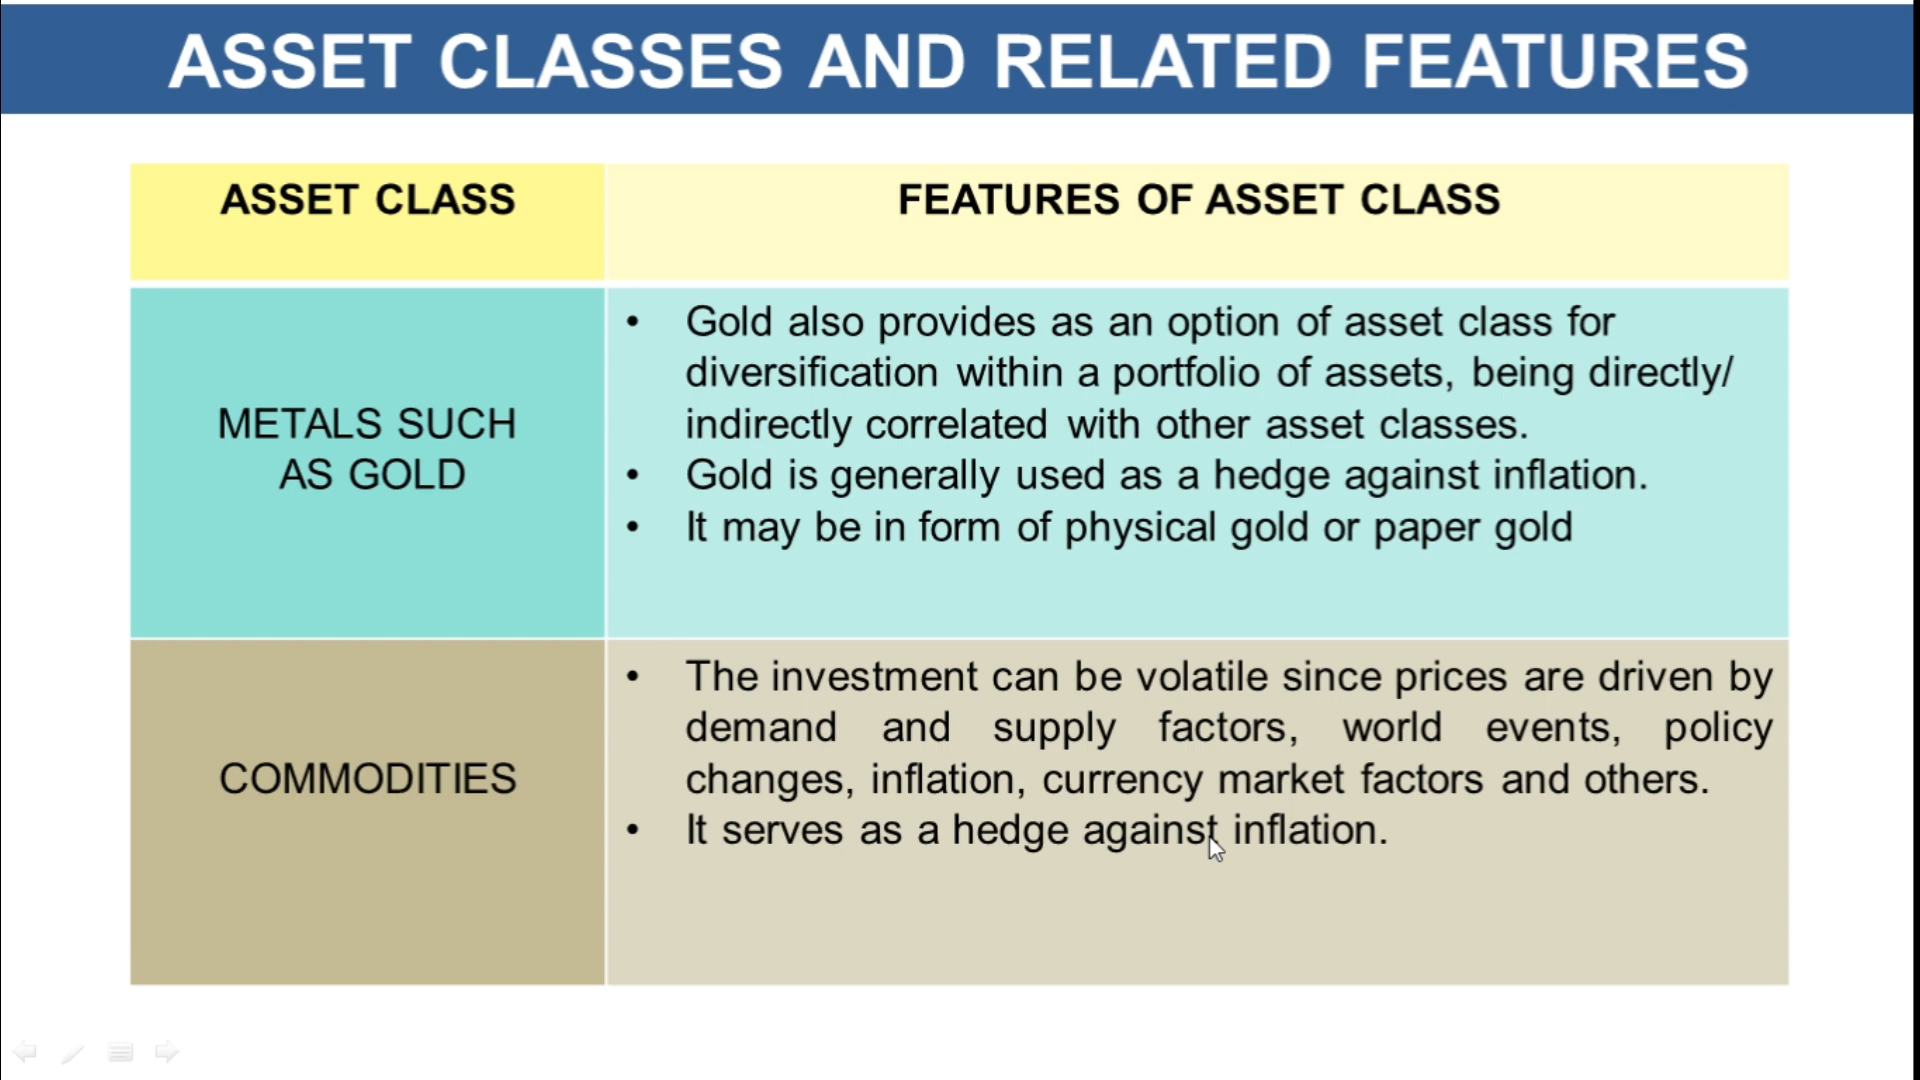 ASSET CLASSES AND RELATED FEATURES
ASSET CLASS
FEATURES OF ASSET CLASS
METALS SUCH
AS GOLD
• Gold also provides as an option of asset class for
diversification within a portfolio of assets, being directly/
indirectly correlated with other asset classes.
• Gold is generally used as a hedge against inflation.
• It may be in form of physical gold or paper gold
COMMODITIES
• The investment can be volatile since prices are driven by
demand and supply factors, world events, policy
changes, inflation, currency market factors and others.
• It serves as a hedge against inflation.